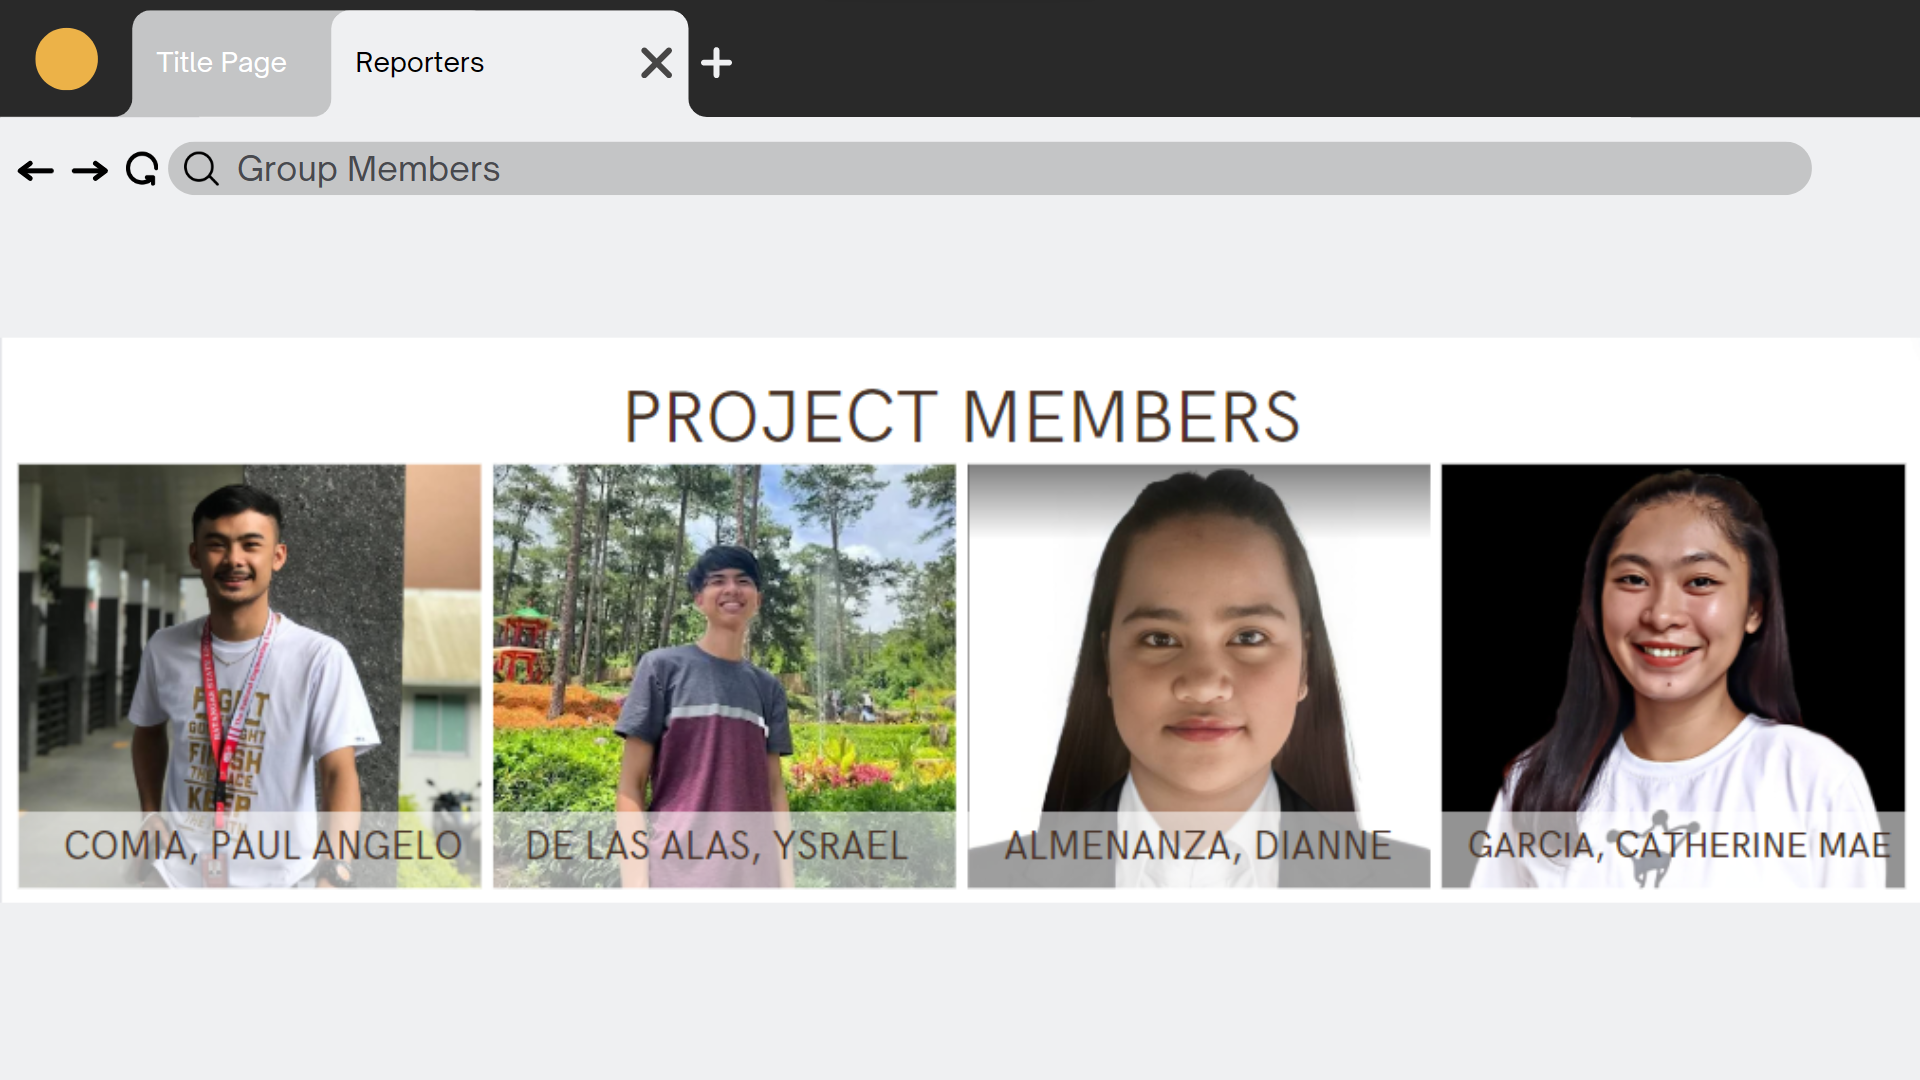 Title Page
Reporters
Group Members
PROJECT MEMBERS
FINISH
COMIA, PAUL ANGELO
DE LAS ALAS, YSRAEL
ALMENANZA, DIANNE
GARCIA, CATHERINE MAE